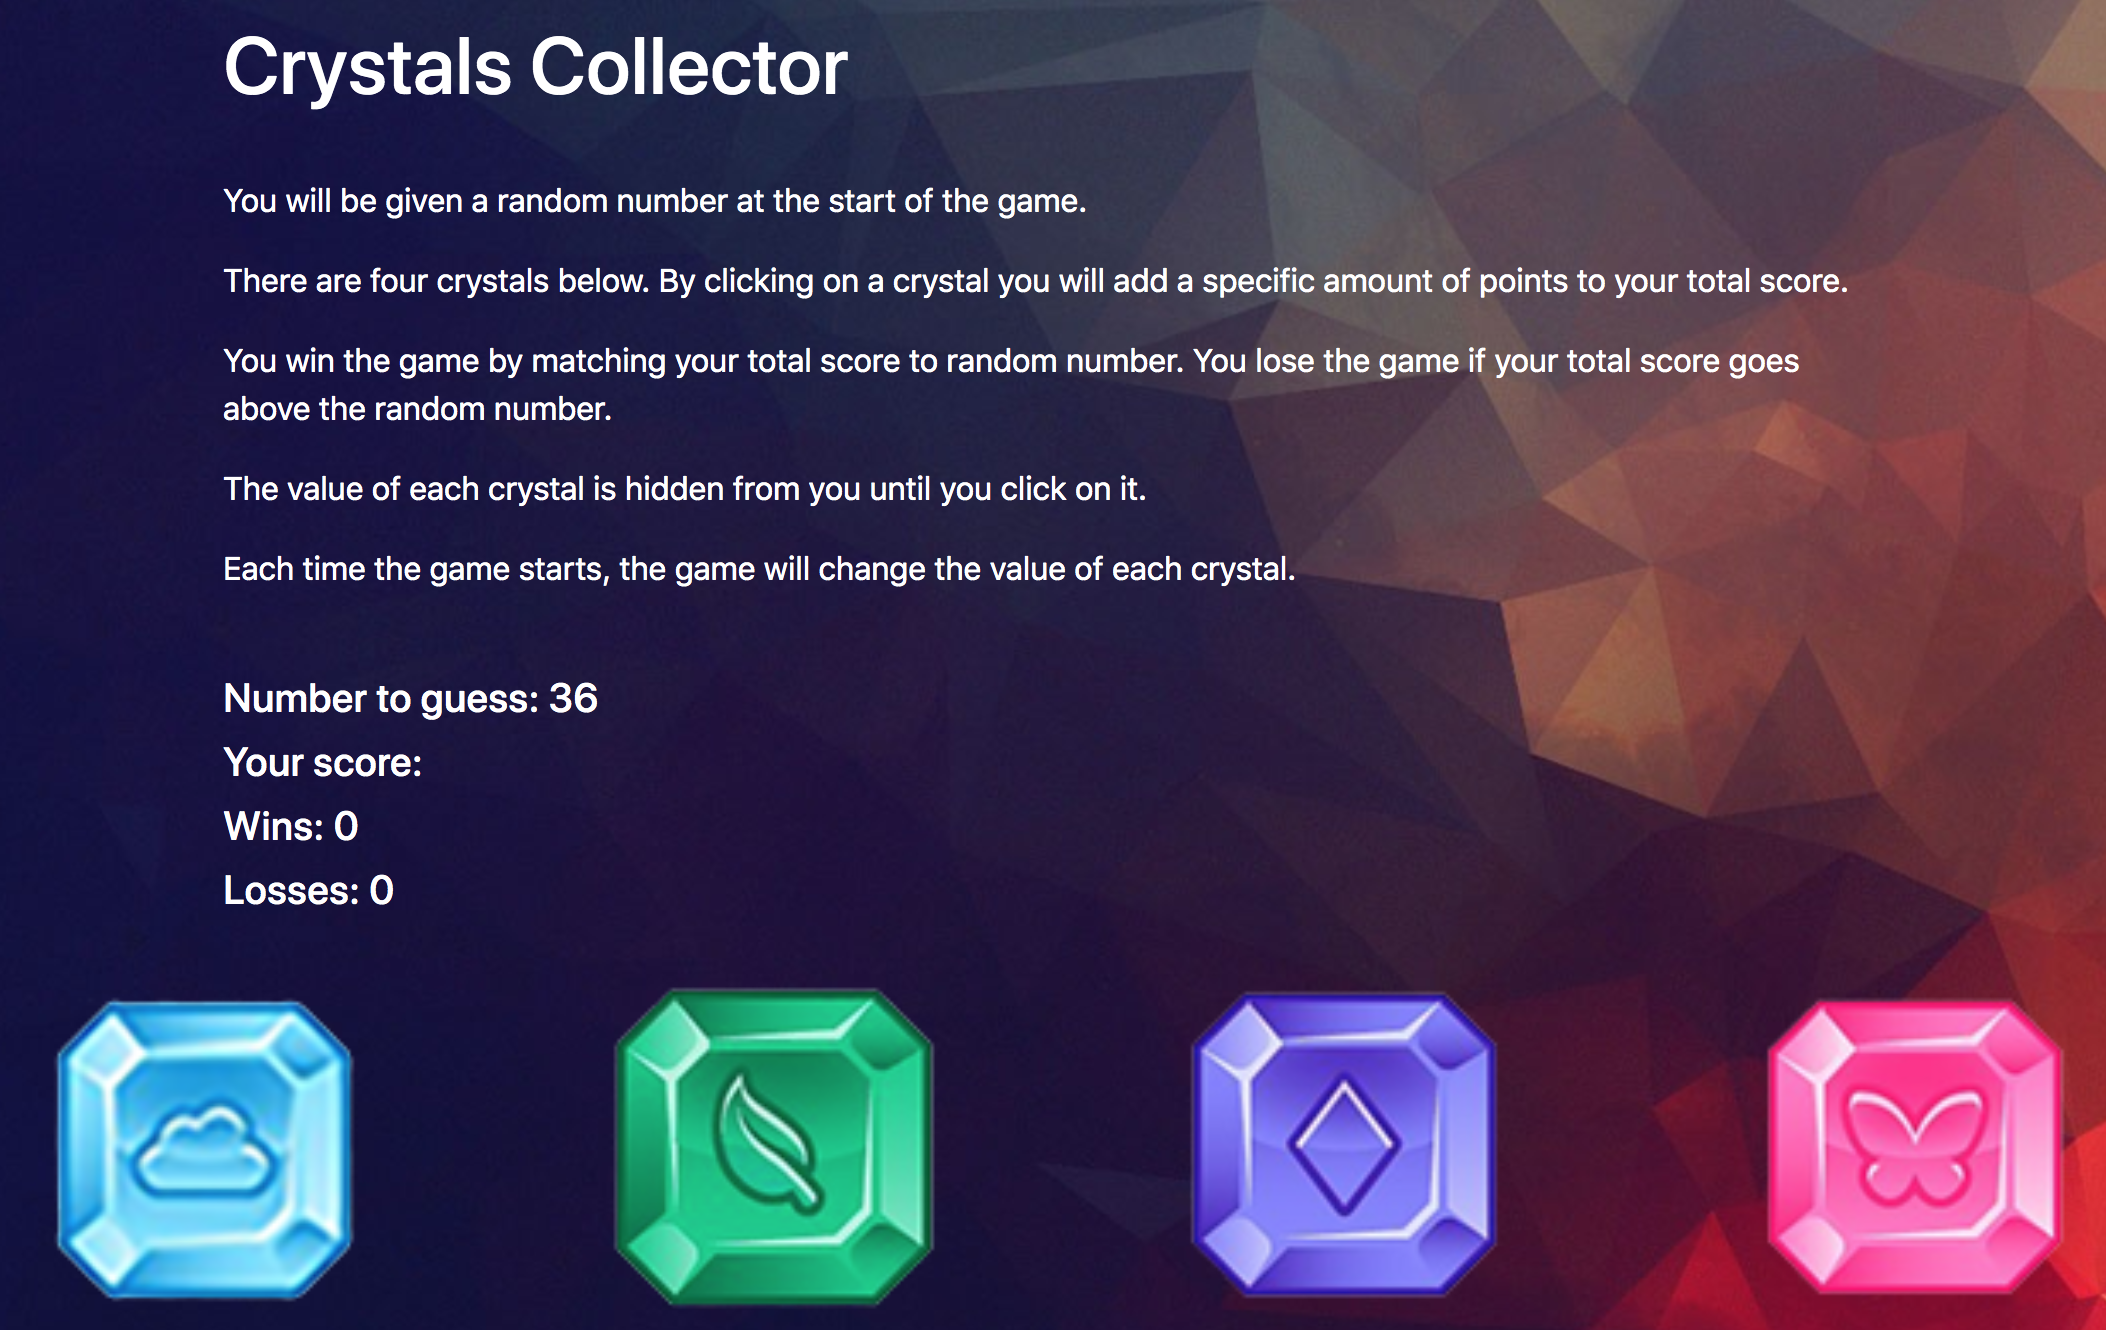 Crystals Collector
You will be given a random number at the start of the game.
There are four crystals below. By clicking on a crystal you will add a specific amount of points to your total score.
You win the game by matching your total score to random number. You lose the game if your total score goes
above the random number.
The value of each crystal is hidden from you until you click on it.
Each time the game starts, the game will change the value of each crystal.
Number to guess: 36
Your score:
Wins: 0
Losses: 0